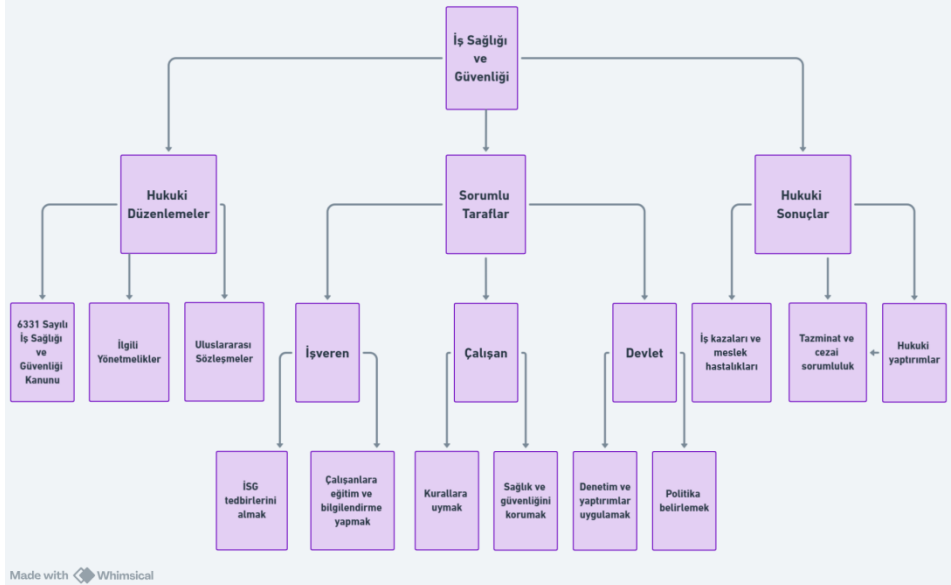 İş Sağlığı
ve
Güvenliği
Hukuki
Düzenlemeler
Sorumlu
Taraflar
Hukuki
Sonuçlar
6331 Sayılı
İş Sağlığı
ve
Güvenliği
Kanunu
İlgili
Yönetmelikler
Uluslararası
Sözleşmeler
İşveren
Çalışan
Devlet
İş kazaları ve
meslek
hastalıkları
Tazminat ve
cezai
sorumluluk
Hukuki
yaptırımlar
İSG
tedbirlerini
almak
Çalışanlara
eğitim ve
bilgilendirme
yapmak
Kurallara
uymak
Sağlık ve
güvenliğini
korumak
Denetim ve
yaptırımlar
uygulamak
Politika
belirlemek
Made with Whimsical